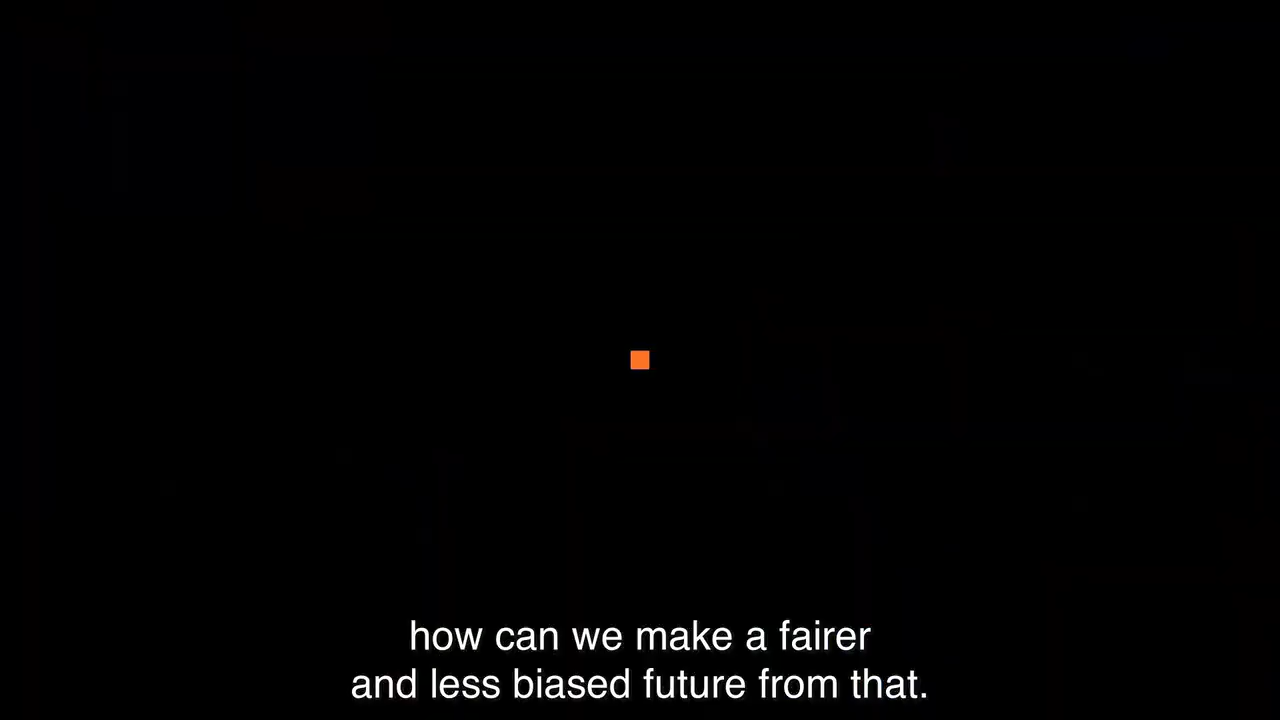 how can we make a fairer
and less biased future from that.